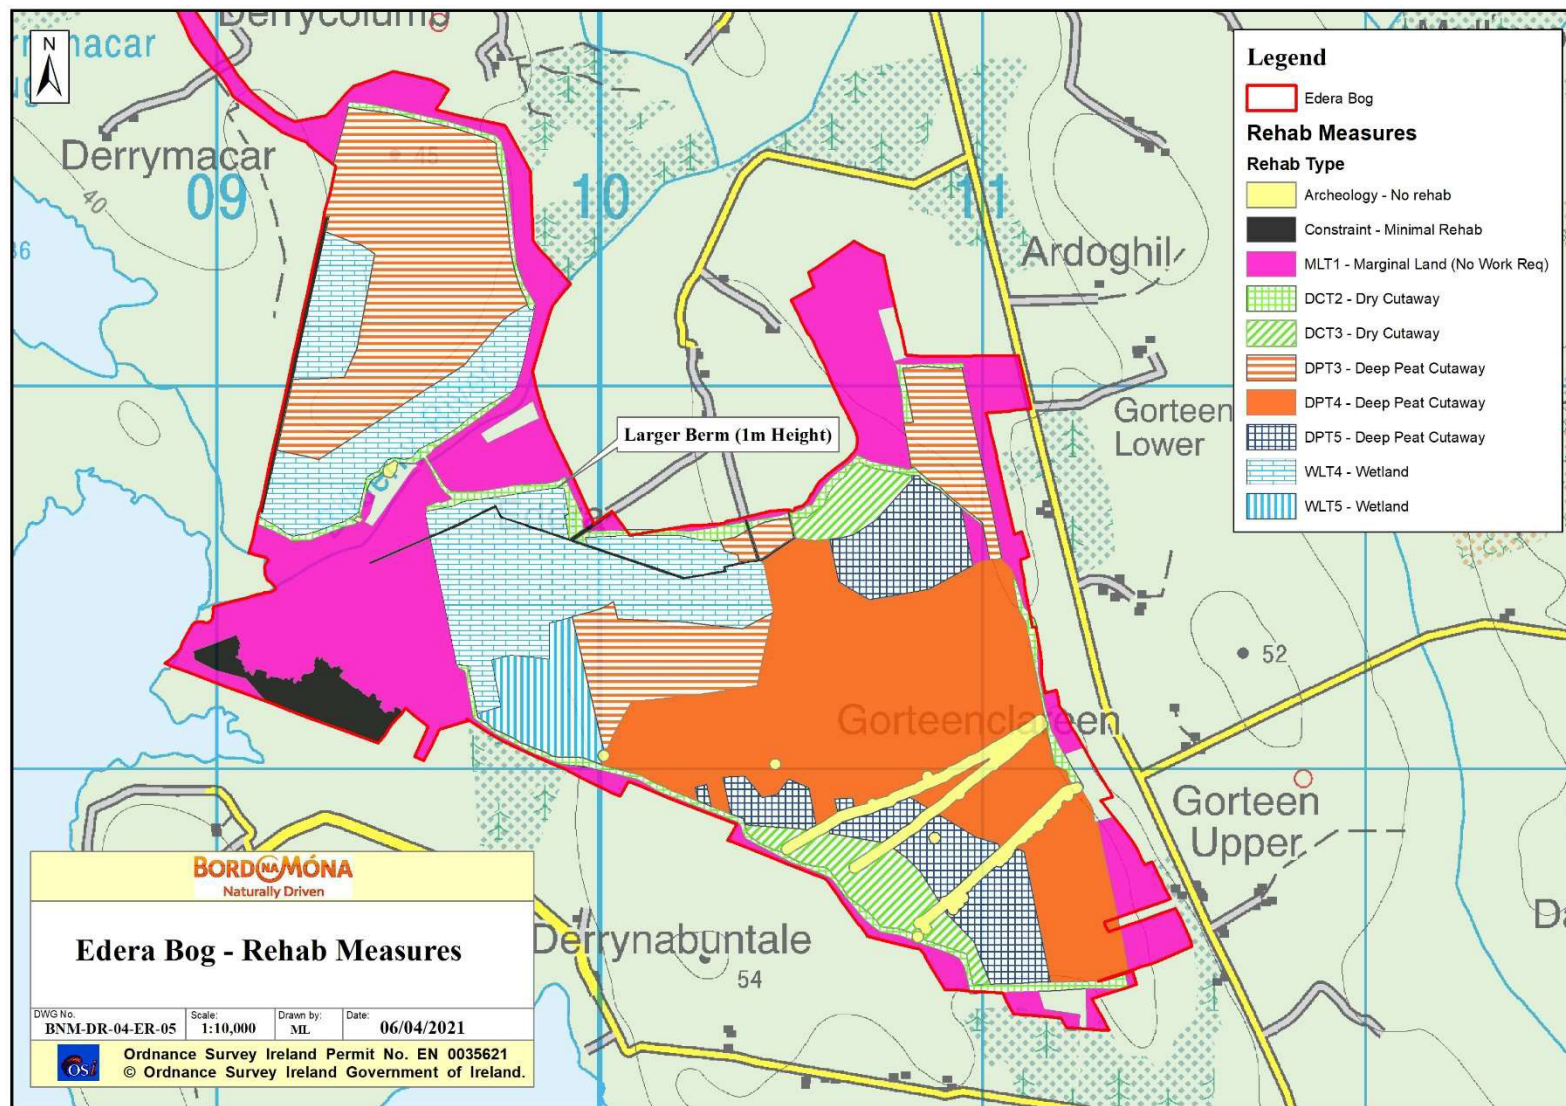 Derrycolumb
N
macar
Derrymacar
45
40
09
10
11
36
Ardoghil
Gorteen
Lower
Larger Berm (1m Height)
52
Gorteenclareen
Gorteen
Upper
Derrynabuntale
54
Da
Legend
Edera Bog
Rehab Measures
Rehab Type
Archeology - No rehab
Constraint - Minimal Rehab
MLT1 - Marginal Land (No Work Req)
DCT2 - Dry Cutaway
DCT3 - Dry Cutaway
DPT3 - Deep Peat Cutaway
DPT4 - Deep Peat Cutaway
DPT5 - Deep Peat Cutaway
WLT4 - Wetland
WLT5 - Wetland
BORD NA MÓNA
Naturally Driven
Edera Bog - Rehab Measures
DWG No. Scale: Drawn by: Date:
BNM-DR-04-ER-05 1:10,000 ML 06/04/2021
OSi
Ordnance Survey Ireland Permit No. EN 0035621
© Ordnance Survey Ireland Government of Ireland.